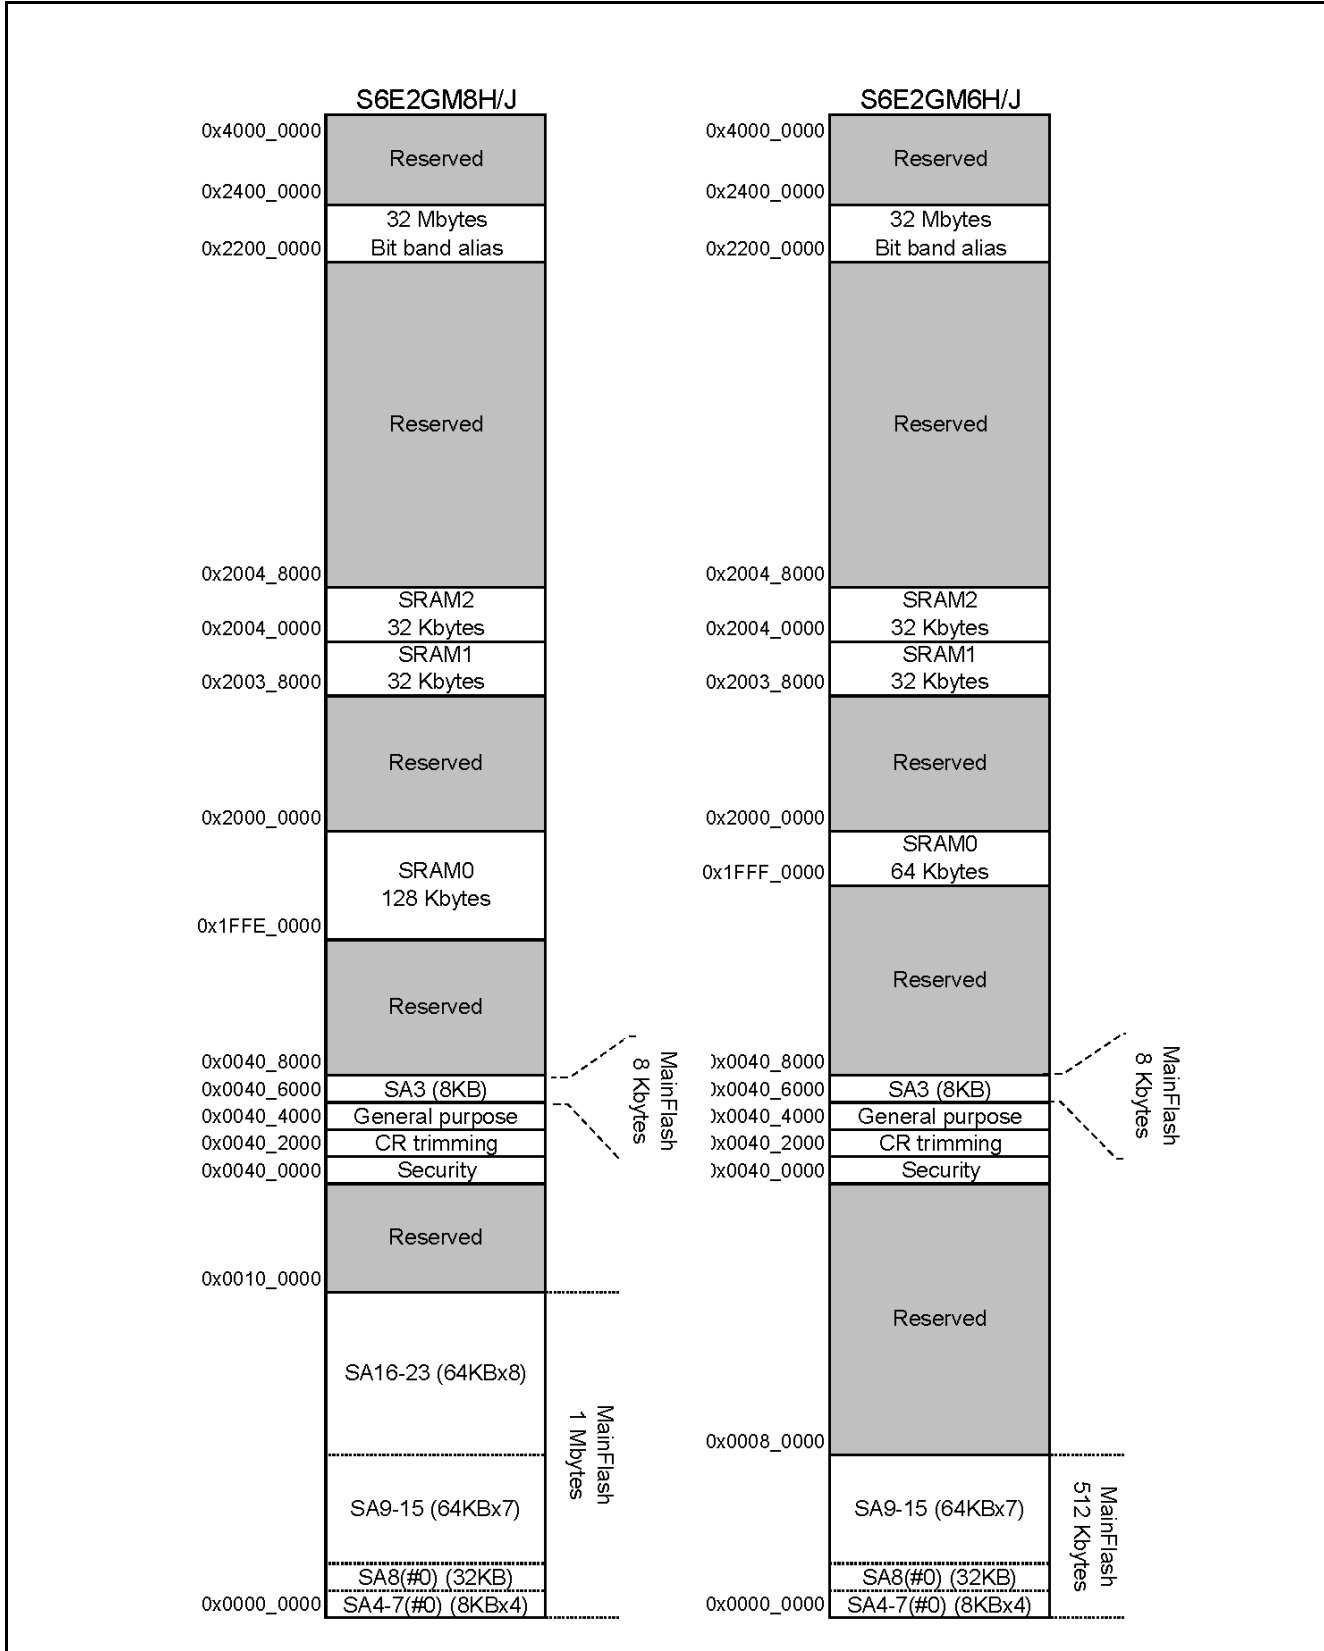 S6E2GM8H/J
0x4000_0000
Reserved
0x2400_0000
32 Mbytes
0x2200_0000 Bit band alias
Reserved
0x2004_8000
SRAM2
0x2004_0000 32 Kbytes
SRAM1
0x2003_8000 32 Kbytes
Reserved
0x2000_0000
SRAM0
128 Kbytes
0x1FFE_0000
Reserved
0x0040_8000
0x0040_6000 SA3 (8KB)
0x0040_4000 General purpose
0x0040_2000 CR trimming
0x0040_0000 Security
MainFlash
8 Kbytes
Reserved
0x0010_0000
SA16-23 (64KBx8)
MainFlash
1 Mbytes
SA9-15 (64KBx7)
SA8(#0) (32KB)
0x0000_0000 SA4-7(#0) (8KBx4)
S6E2GM6H/J
0x4000_0000
Reserved
0x2400_0000
32 Mbytes
0x2200_0000 Bit band alias
Reserved
0x2004_8000
SRAM2
0x2004_0000 32 Kbytes
SRAM1
0x2003_8000 32 Kbytes
Reserved
0x2000_0000
SRAM0
0x1FFF_0000 64 Kbytes
Reserved
0x0040_8000
0x0040_6000 SA3 (8KB)
0x0040_4000 General purpose
0x0040_2000 CR trimming
0x0040_0000 Security
MainFlash
8 Kbytes
Reserved
0x0008_0000
SA9-15 (64KBx7)
MainFlash
512 Kbytes
SA8(#0) (32KB)
0x0000_0000 SA4-7(#0) (8KBx4)